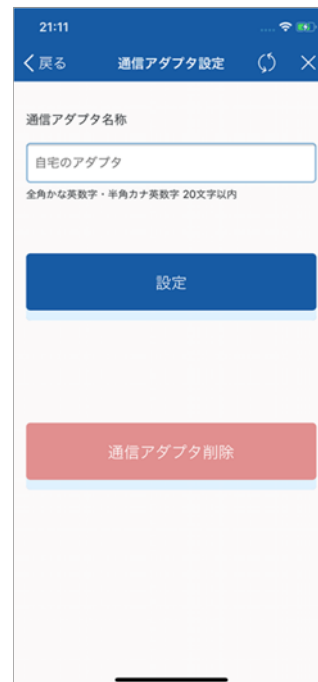 21:11
戻る 通信アダプタ設定
通信アダプタ名称
自宅のアダプタ
全角かな英数字・半角カナ英数字 20文字以内
設定
通信アダプタ削除